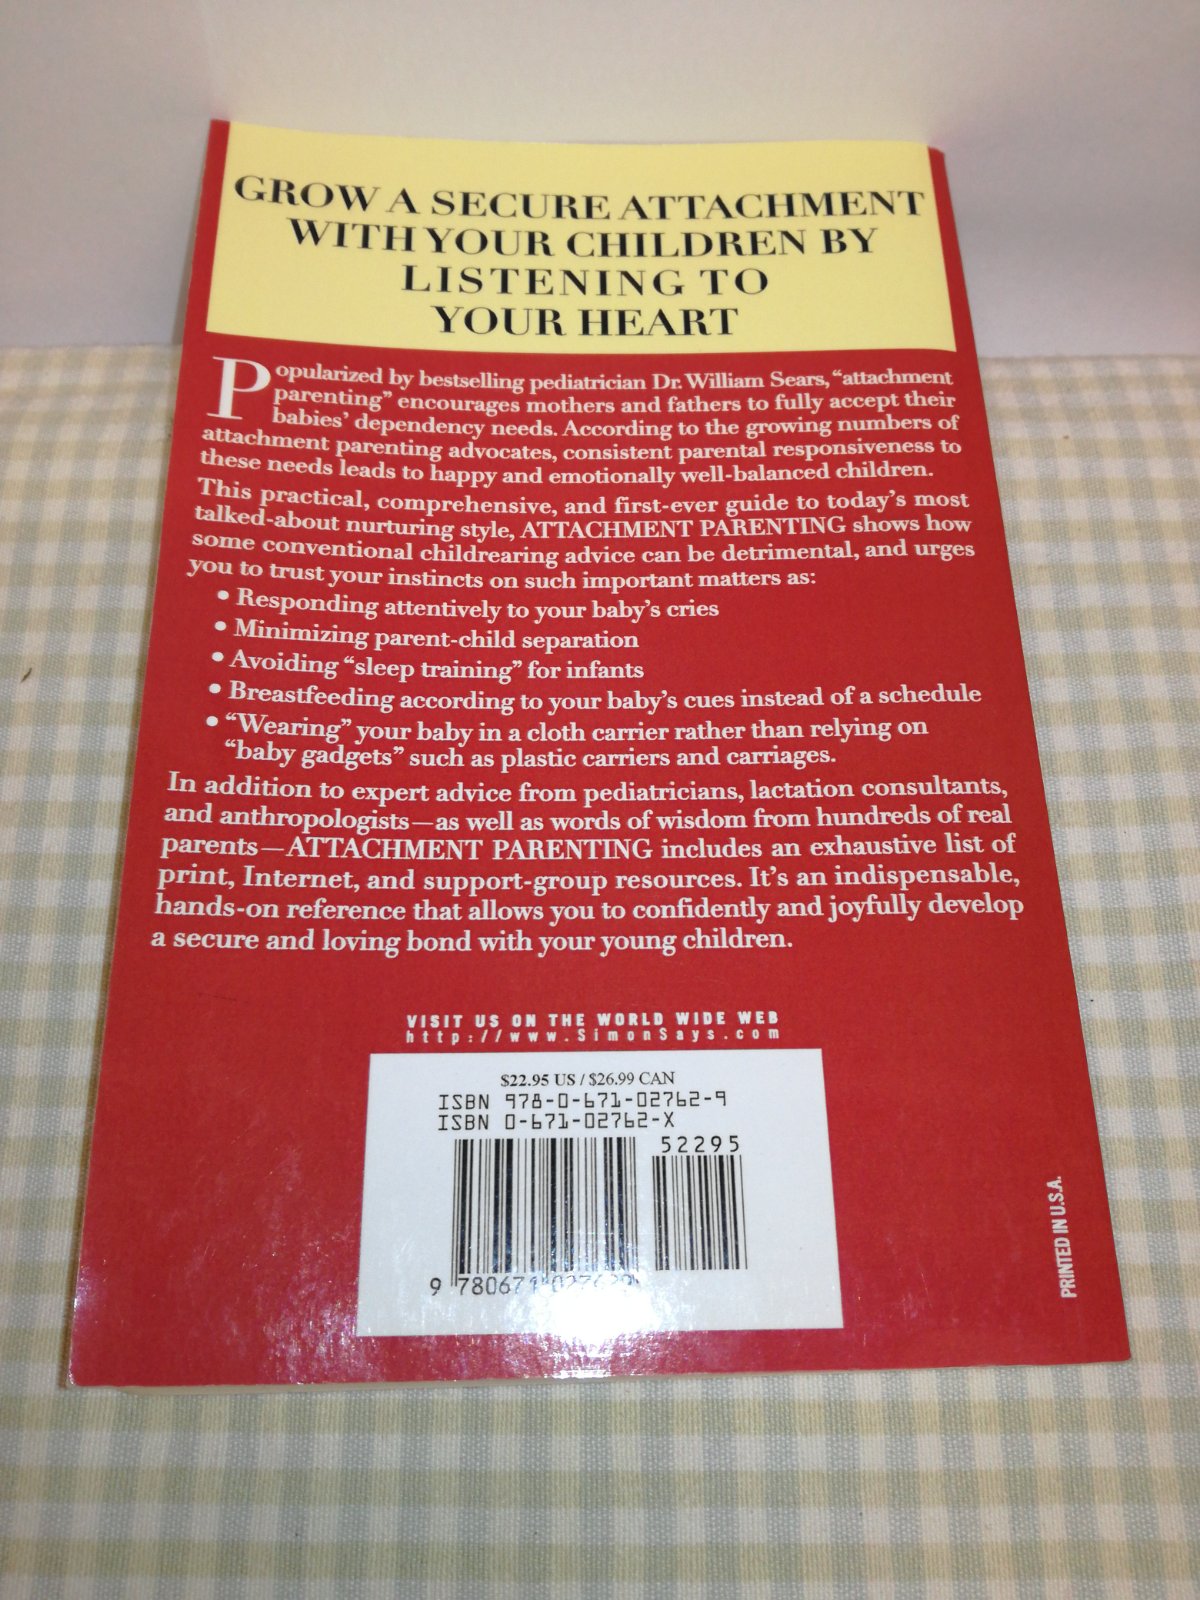 GROW A SECURE ATTACHMENT
WITH YOUR CHILDREN BY
LISTENING TO
YOUR HEART
Popularized by bestselling pediatrician Dr. William Sears, “attachment
parenting” encourages mothers and fathers to fully accept their
babies’ dependency needs. According to the growing numbers of
attachment parenting advocates, consistent parental responsiveness to
these needs leads to happy and emotionally well-balanced children.
This practical, comprehensive, and first-ever guide to today’s most
talked-about nurturing style, ATTACHMENT PARENTING shows how
some conventional childrearing advice can be detrimental, and urges
you to trust your instincts on such important matters as:
• Responding attentively to your baby’s cries
• Minimizing parent-child separation
• Avoiding “sleep training” for infants
• Breastfeeding according to your baby’s cues instead of a schedule
• “Wearing” your baby in a cloth carrier rather than relying on
“baby gadgets” such as plastic carriers and carriages.
In addition to expert advice from pediatricians, lactation consultants,
and anthropologists—as well as words of wisdom from hundreds of real
parents—ATTACHMENT PARENTING includes an exhaustive list of
print, Internet, and support-group resources. It’s an indispensable,
hands-on reference that allows you to confidently and joyfully develop
a secure and loving bond with your young children.
VISIT US ON THE WORLD WIDE WEB
http://www.SimonSays.com
$22.95 US / $26.99 CAN
ISBN 978-0-671-02762-9
ISBN 0-671-02762-X
52295
9 780671 027629
PRINTED IN U.S.A.